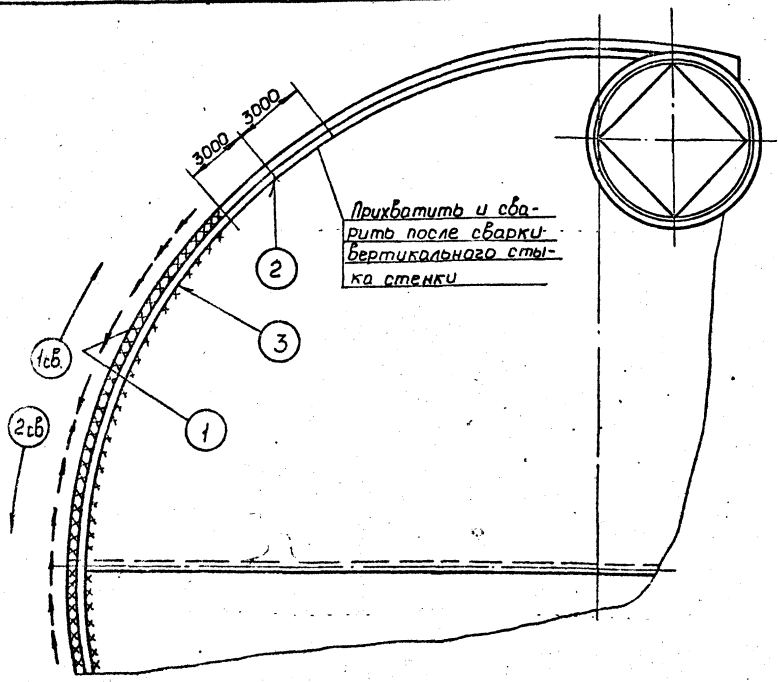 3000
3000
Прихватить и сва-
рить после сварки
вертикального сты-
ка стенки
2
3
1св.
1
2св